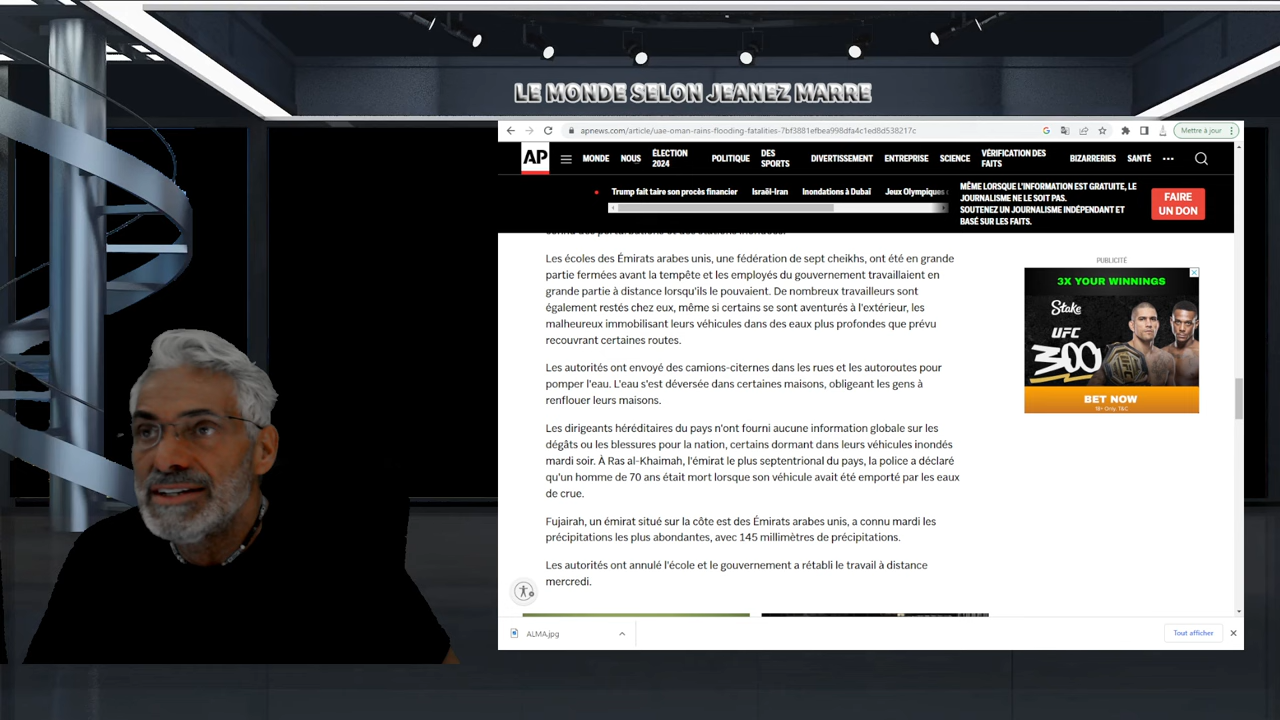 LE MONDE SELON JEANEZ MARRE
apnews.com/article/uae-oman-rains-flooding-fatalities-7bf3881efbea998dfa4c1ed8d538217c
Mettre à jour
AP
MONDE
NOUS
ÉLECTION
2024
POLITIQUE
DES
SPORTS
DIVERTISSEMENT
ENTREPRISE
SCIENCE
VÉRIFICATION DES
FAITS
BIZARRERIES
SANTÉ
Trump fait taire son procès financier
Israël-Iran
Inondations à Dubaï
Jeux Olympiques
MÊME LORSQUE L'INFORMATION EST GRATUITE, LE
JOURNALISME NE LE SOIT PAS.
SOUTENEZ UN JOURNALISME INDÉPENDANT ET
BASÉ SUR LES FAITS.
FAIRE
UN DON
Les écoles des Émirats arabes unis, une fédération de sept cheikhs, ont été en grande
partie fermées avant la tempête et les employés du gouvernement travaillaient en
grande partie à distance lorsqu'ils le pouvaient. De nombreux travailleurs sont
également restés chez eux, même si certains se sont aventurés à l'extérieur, les
malheureux immobilisant leurs véhicules dans des eaux plus profondes que prévu
recouvrant certaines routes.
Les autorités ont envoyé des camions-citernes dans les rues et les autoroutes pour
pomper l'eau. L'eau s'est déversée dans certaines maisons, obligeant les gens à
renflouer leurs maisons.
Les dirigeants héréditaires du pays n'ont fourni aucune information globale sur les
dégâts ou les blessures pour la nation, certains dormant dans leurs véhicules inondés
mardi soir. À Ras al-Khaimah, l'émirat le plus septentrional du pays, la police a déclaré
qu'un homme de 70 ans était mort lorsque son véhicule avait été emporté par les eaux
de crue.
Fujairah, un émirat situé sur la côte est des Émirats arabes unis, a connu mardi les
précipitations les plus abondantes, avec 145 millimètres de précipitations.
Les autorités ont annulé l'école et le gouvernement a rétabli le travail à distance
mercredi.
PUBLICITÉ
3X YOUR WINNINGS
Stake
UFC
300
BET NOW
18+ Only. T&C
ALMA.jpg
Tout afficher